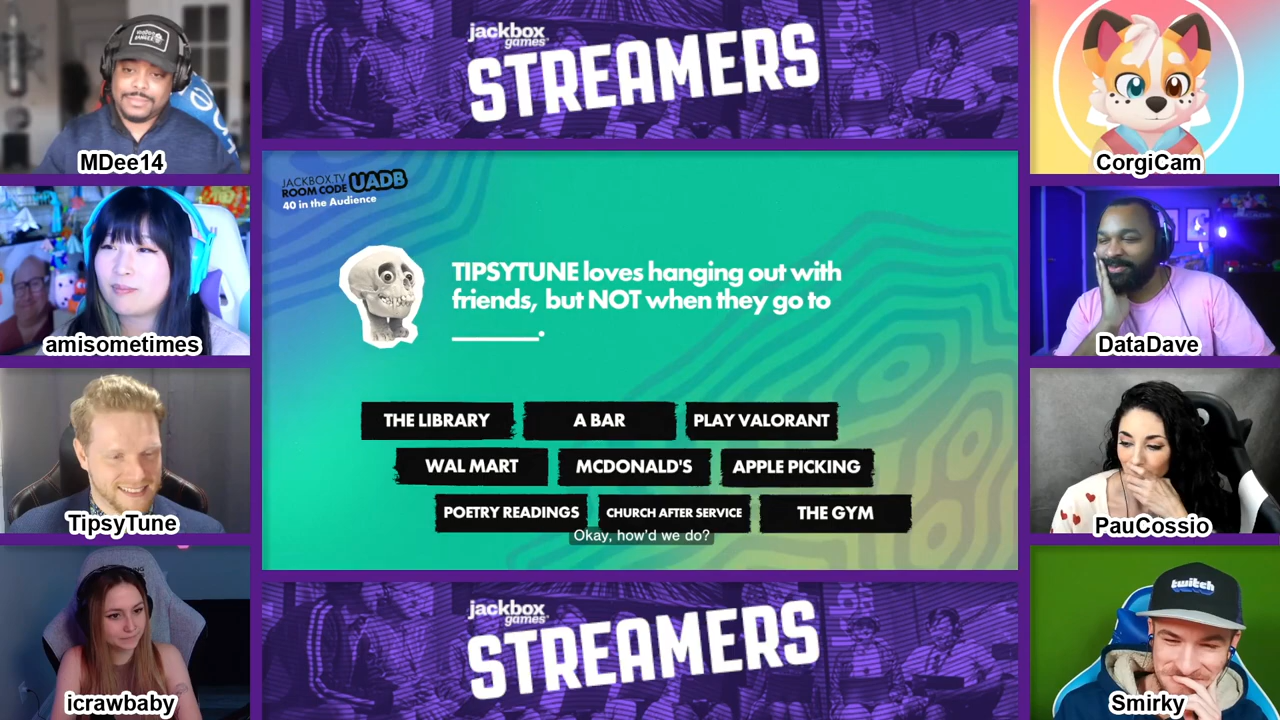 jackbox
games
STREAMERS
MDee14
CorgiCam
JACKBOX.TV
ROOM CODE UADB
40 in the Audience
TIPSYTUNE loves hanging out with
friends, but NOT when they go to
________.
amisometimes
DataDave
THE LIBRARY
A BAR
PLAY VALORANT
WAL MART
MCDONALD'S
APPLE PICKING
POETRY READINGS
CHURCH AFTER SERVICE
THE GYM
Okay, how'd we do?
TipsyTune
PauCossio
twitch
jackbox
games
STREAMERS
icrawbaby
Smirky